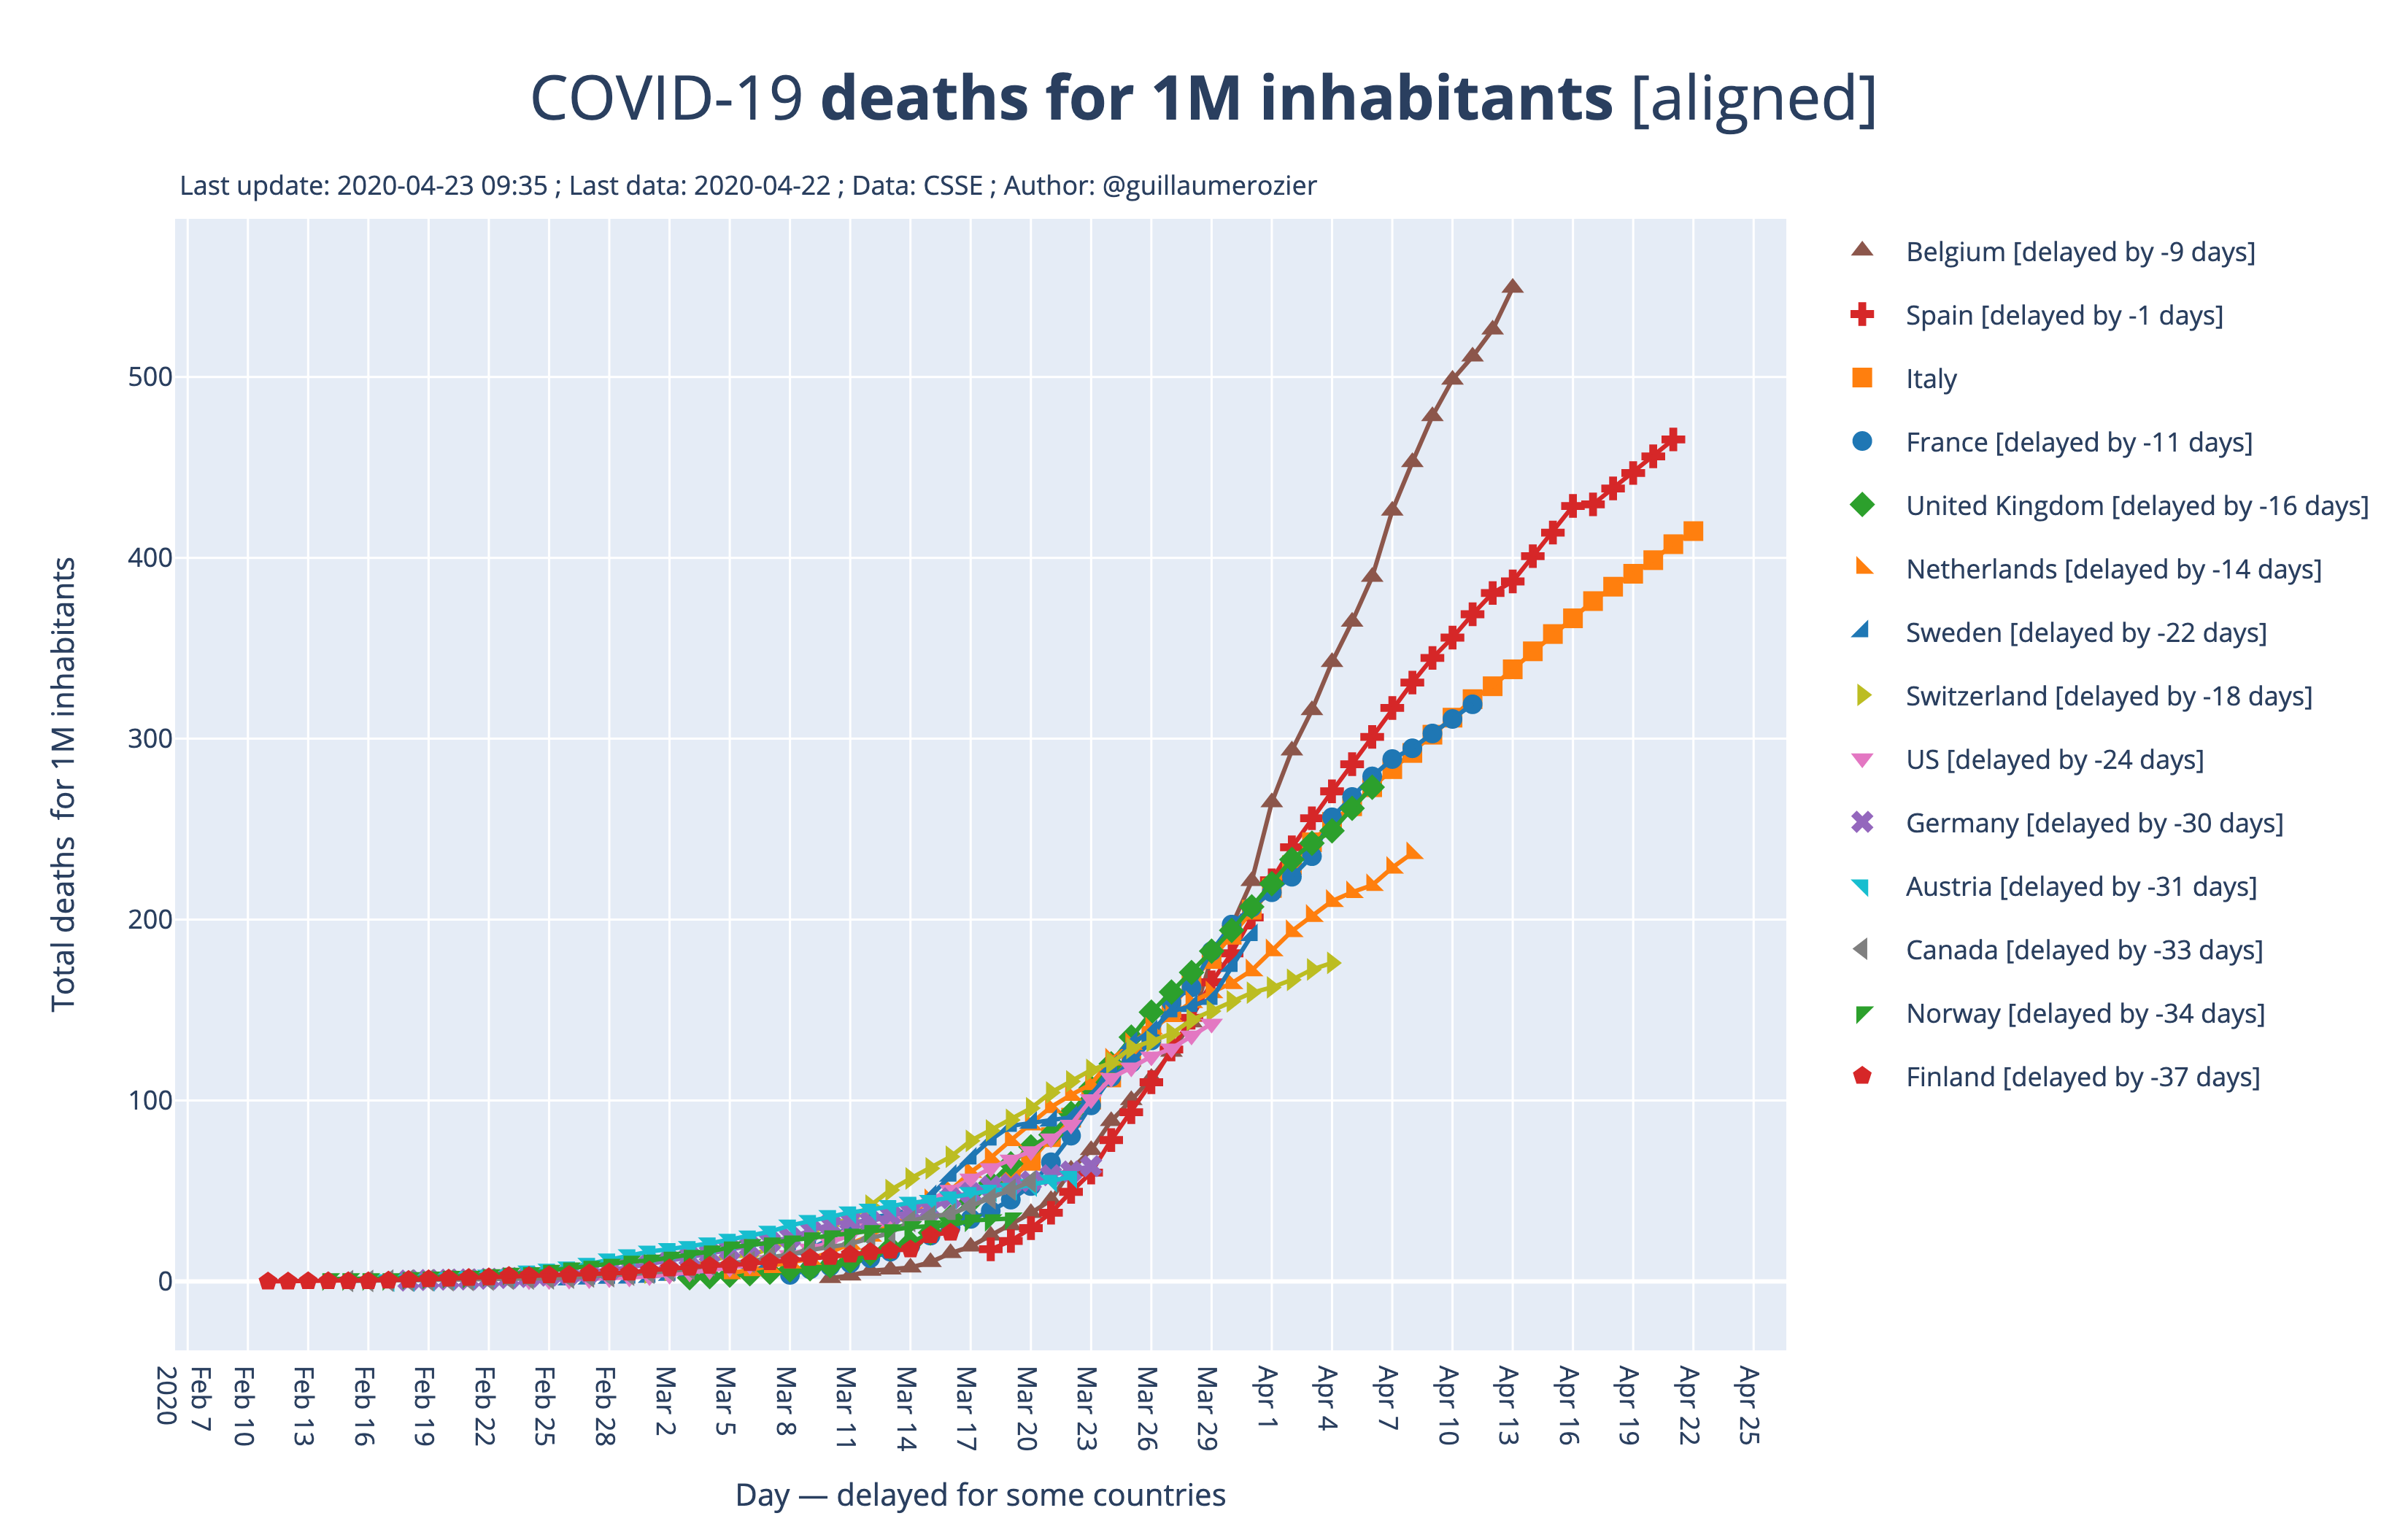 COVID-19 deaths for 1M inhabitants [aligned]
Last update: 2020-04-23 09:35 ; Last data: 2020-04-22 ; Data: CSSE ; Author: @guillaumerozier
Total deaths for 1M inhabitants
500
400
300
200
100
0
Feb 7
2020
Feb 10
Feb 13
Feb 16
Feb 19
Feb 22
Feb 25
Feb 28
Mar 2
Mar 5
Mar 8
Mar 11
Mar 14
Mar 17
Mar 20
Mar 23
Mar 26
Mar 29
Apr 1
Apr 4
Apr 7
Apr 10
Apr 13
Apr 16
Apr 19
Apr 22
Apr 25
Day — delayed for some countries
Belgium [delayed by -9 days]
Spain [delayed by -1 days]
Italy
France [delayed by -11 days]
United Kingdom [delayed by -16 days]
Netherlands [delayed by -14 days]
Sweden [delayed by -22 days]
Switzerland [delayed by -18 days]
US [delayed by -24 days]
Germany [delayed by -30 days]
Austria [delayed by -31 days]
Canada [delayed by -33 days]
Norway [delayed by -34 days]
Finland [delayed by -37 days]